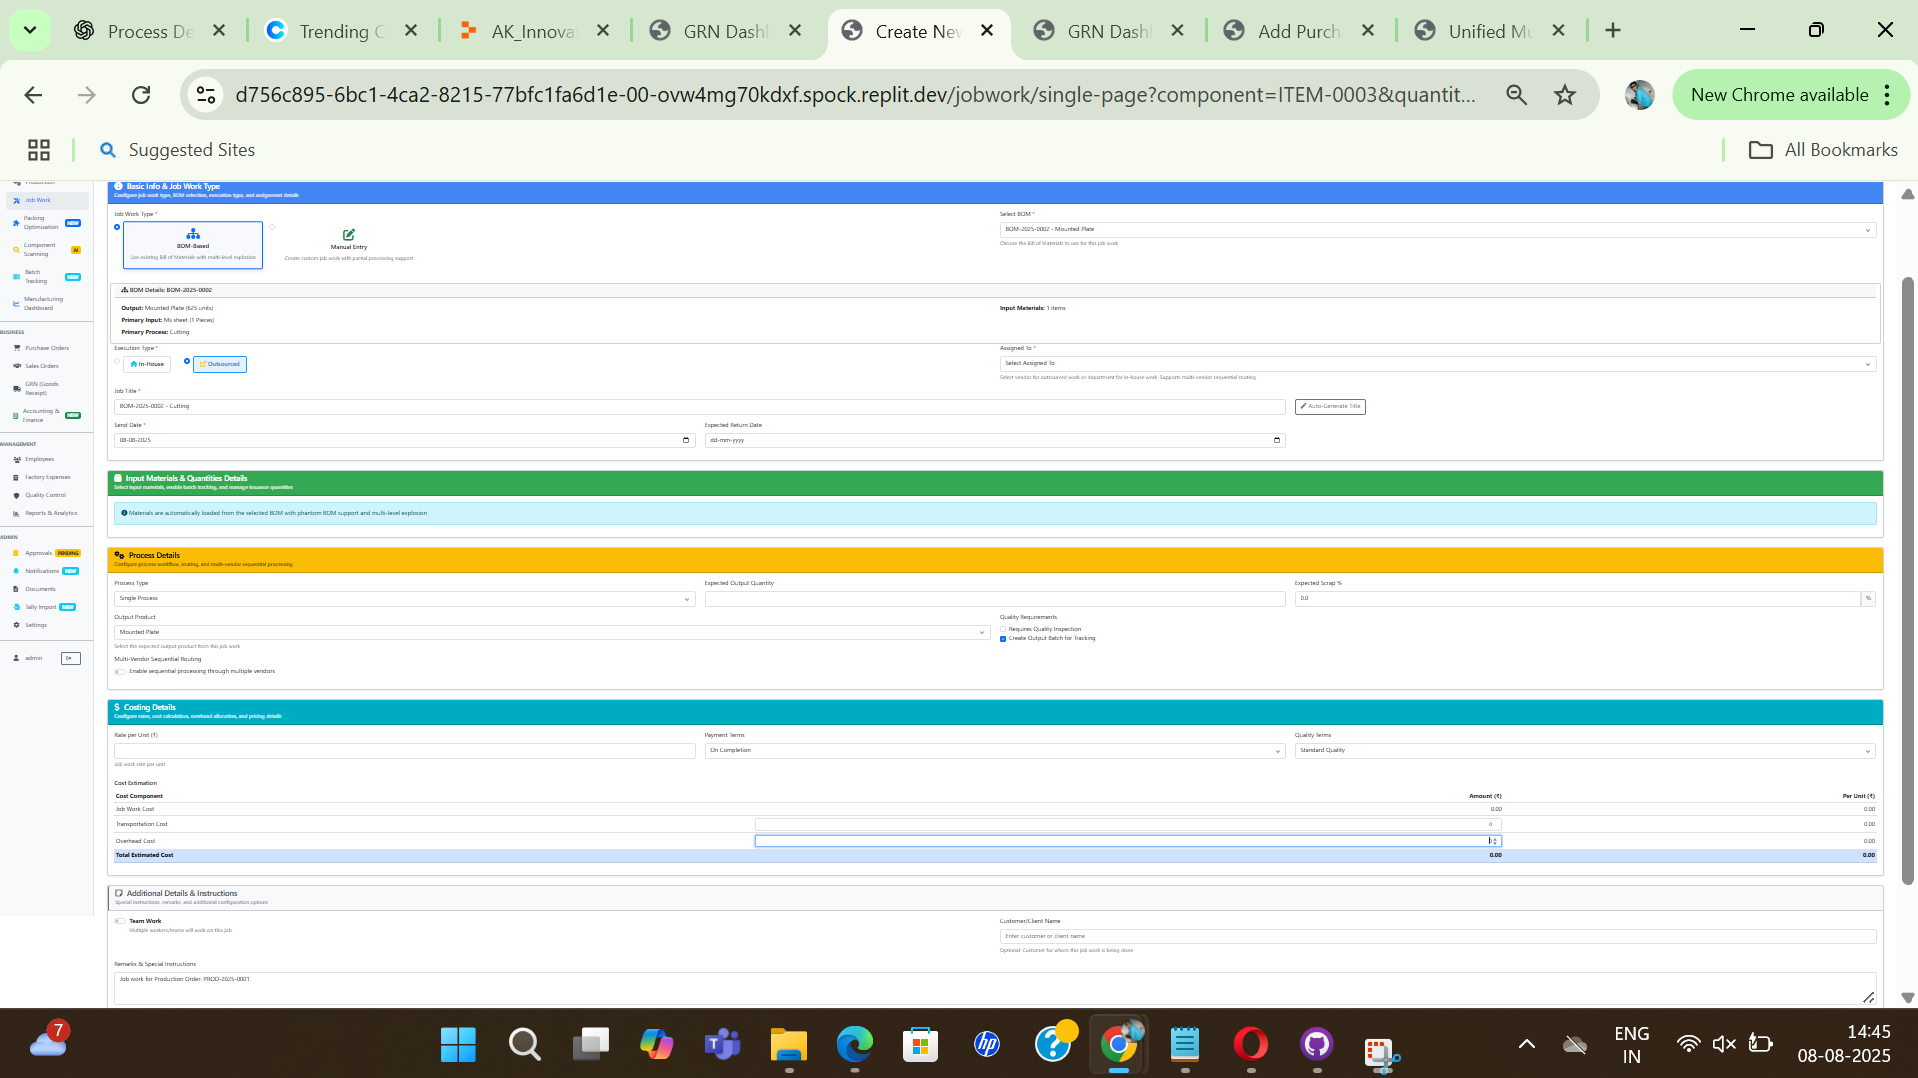 Process De
Trending C
AK_Innova
GRN Dash
Create New
GRN Dash
Add Purch
Unified Mu
d756c895-6bc1-4ca2-8215-77bfc1fa6d1e-00-ovw4mg70kdxf.spock.replit.dev/jobwork/single-page?component=ITEM-0003&quantit...
New Chrome available
Suggested Sites
All Bookmarks
Production
Job Work
Packing Optimization NEW
Component Scanning AI
Batch Tracking NEW
Manufacturing Dashboard
BUSINESS
Purchase Orders
Sales Orders
GRN (Goods Receipt)
Accounting & Finance NEW
MANAGEMENT
Employees
Factory Expenses
Quality Control
Reports & Analytics
ADMIN
Approvals PENDING
Notifications NEW
Documents
Tally Import NEW
Settings
admin
Basic Info & Job Work Type
Configure job work type, BOM selection, execution type, and assignment details
Job Work Type *
BOM-Based
Use existing Bill of Materials with multi-level explosion
Manual Entry
Create custom job work with partial processing support
Select BOM *
BOM-2025-0002 - Mounted Plate
Choose the Bill of Materials to use for this job work
BOM Details: BOM-2025-0002
Output: Mounted Plate (625 units)
Primary Input: Ms sheet (1 Pieces)
Primary Process: Cutting
Input Materials: 1 items
Execution Type *
In-House
Outsourced
Assigned To *
Select Assigned To
Select vendor for outsourced work or department for in-house work. Supports multi-vendor sequential routing.
Job Title *
BOM-2025-0002 - Cutting
Auto-Generate Title
Send Date *
08-08-2025
Expected Return Date
dd-mm-yyyy
Input Materials & Quantities Details
Select input materials, enable batch tracking, and manage issuance quantities
Materials are automatically loaded from the selected BOM with phantom BOM support and multi-level explosion
Process Details
Configure process workflow, routing, and multi-vendor sequential processing
Process Type
Single Process
Expected Output Quantity
Expected Scrap %
0.0
%
Output Product
Mounted Plate
Select the expected output product from this job work
Quality Requirements
Requires Quality Inspection
Create Output Batch for Tracking
Multi-Vendor Sequential Routing
Enable sequential processing through multiple vendors
Costing Details
Configure rates, cost calculation, overhead allocation, and pricing details
Rate per Unit (₹)
Job work rate per unit
Payment Terms
On Completion
Quality Terms
Standard Quality
Cost Estimation
Cost Component Amount (₹) Per Unit (₹)
Job Work Cost 0.00 0.00
Transportation Cost 0 0.00
Overhead Cost 0.00
Total Estimated Cost 0.00 0.00
Additional Details & Instructions
Special instructions, remarks, and additional configuration options
Team Work
Multiple workers/teams will work on this job
Customer/Client Name
Enter customer or client name
Optional: Customer for whom this job work is being done
Remarks & Special Instructions
Job work for Production Order: PROD-2025-0001
7
ENG
IN
14:45
08-08-2025